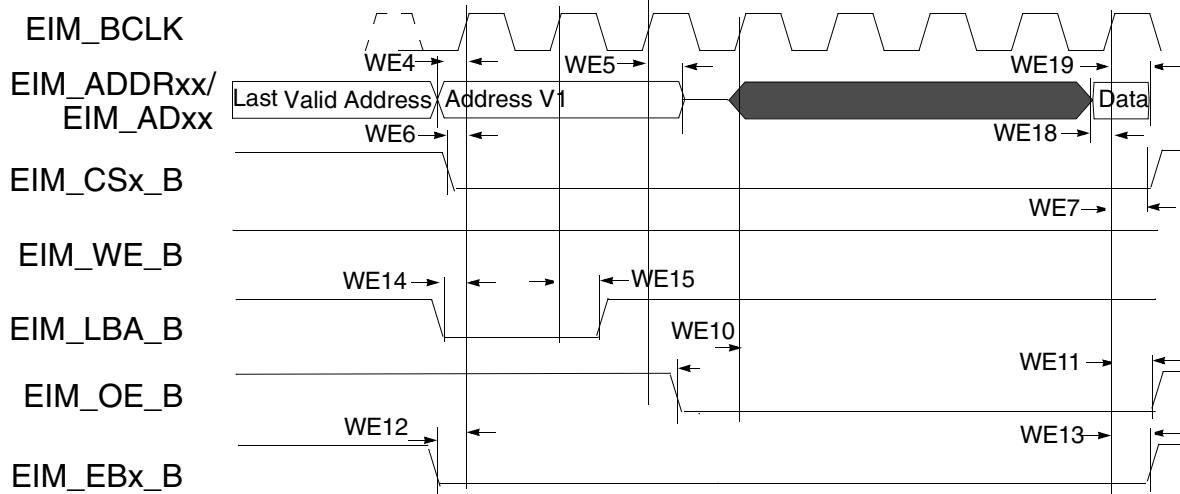 EIM_BCLK
WE4
WE5
WE19
EIM_ADDRxx/
EIM_ADxx
Last Valid Address
Address V1
Data
WE6
WE18
EIM_CSx_B
WE7
EIM_WE_B
WE14
WE15
EIM_LBA_B
WE10
WE11
EIM_OE_B
WE12
WE13
EIM_EBx_B